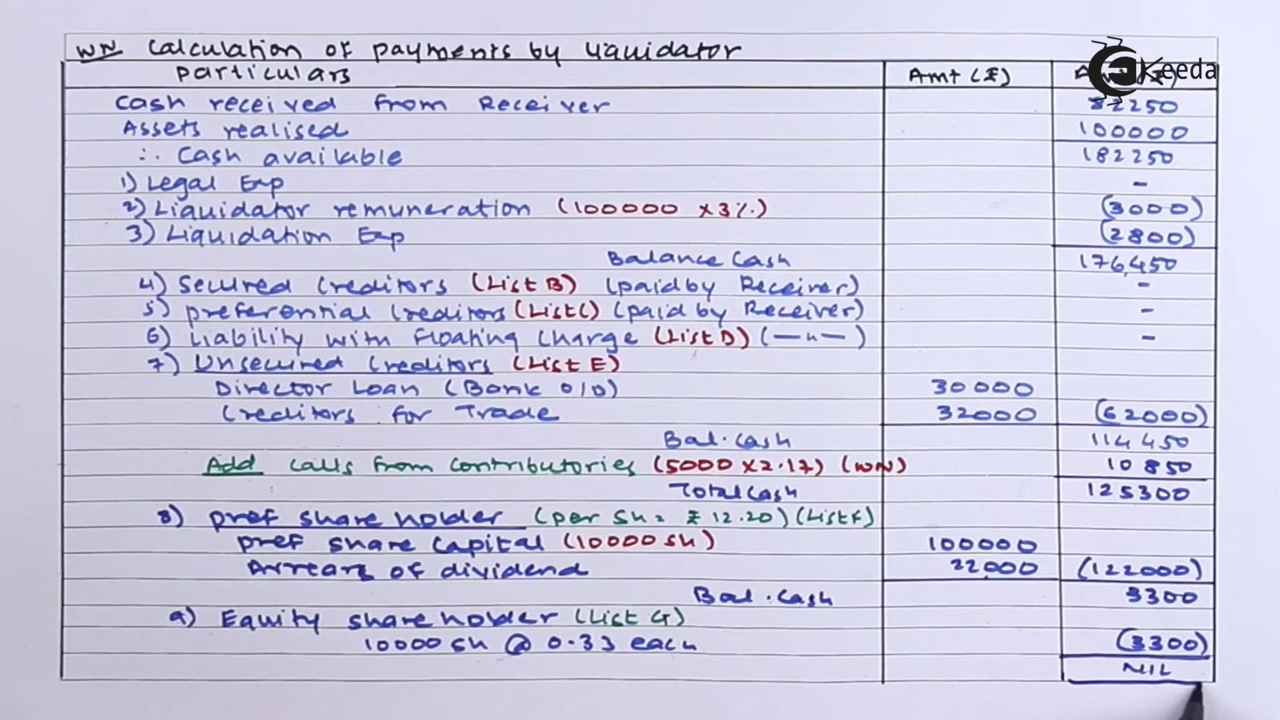 WN Calculation of payments by Liquidator
Particulars Amt (₹)
Keeda
Cash received from Receiver 82250
Assets realised 100000
∴ Cash available 182250
1) Legal Exp -
2) Liquidator remuneration (100000 x3%) (3000)
3) Liquidation Exp (2800)
Balance Cash 176,450
4) Secured Creditors (List B) (paid by Receiver) -
5) preferential Creditors (List C) (paid by Receiver) -
6) Liability with Floating Charge (List D) (—"—) -
7) Unsecured Creditors (List E)
Director Loan (Bank O/D) 30000
Creditors for Trade 32000 (62000)
Bal. Cash 114450
Add Calls from Contributories (5000 x2.17) (WN) 10850
Total Cash 125300
8) Pref share holder (per Sh = ₹ 12.20) (List F)
Pref share Capital (10000 sh) 100000
Arrears of dividend 22000 (122000)
Bal. Cash 3300
9) Equity share holder (List G)
10000 sh @ 0.33 each (3300)
NIL